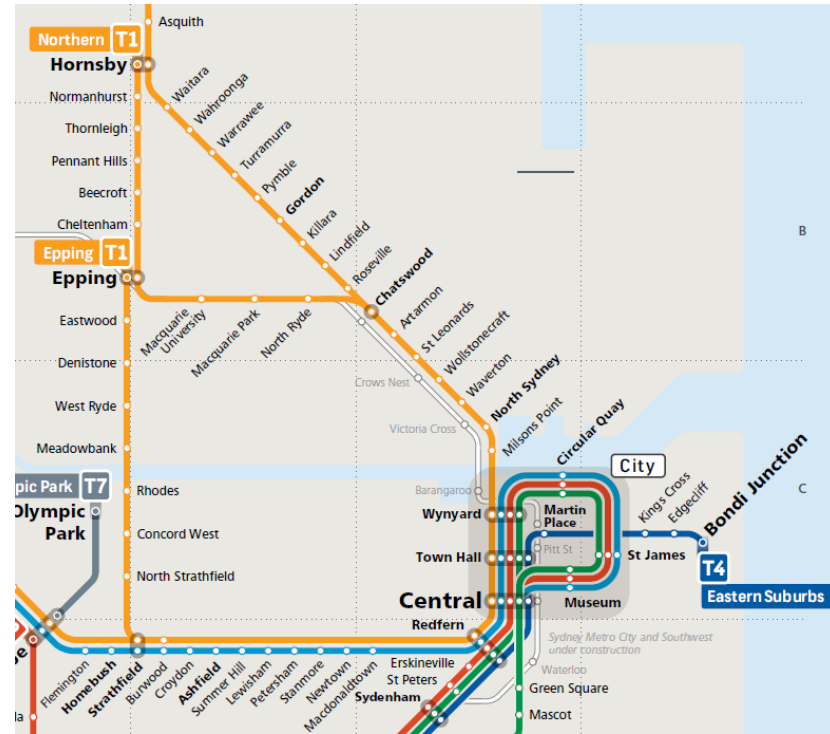 Asquith
Northern T1
Hornsby
Normanhurst
Thornleigh
Pennant Hills
Beecroft
Cheltenham
Epping T1
Epping
Eastwood
Denistone
West Ryde
Meadowbank
Rhodes
Concord West
North Strathfield
Waitara
Wahroonga
Warrawee
Turramurra
Pymble
Gordon
Killara
Lindfield
Roseville
Chatswood
Artarmon
St Leonards
Wollstonecraft
Waverton
North Sydney
Milsons Point
Macquarie
University
Macquarie Park
North Ryde
Crows Nest
Victoria Cross
Barangaroo
B
C
pic Park T7
Olympic
Park
Circular Quay
City
Wynyard
Martin
Place
Kings Cross
Edgecliff
Bondi Junction
Town Hall
Pitt St
St James
T4
Eastern Suburbs
Central
Museum
Redfern
Sydney Metro City and Southwest
under construction
Waterloo
Erskineville
St Peters
Sydenham
Green Square
Mascot
Flemington
Homebush
Strathfield
Burwood
Croydon
Ashfield
Summer Hill
Lewisham
Petersham
Stanmore
Newtown
Macdonaldtown
la